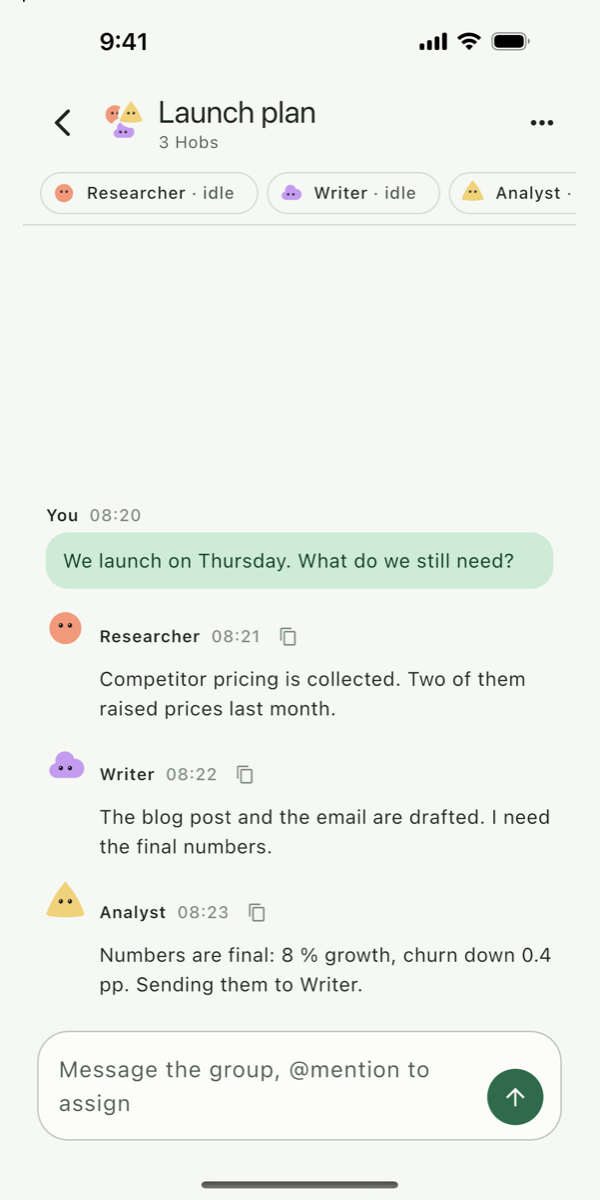 9:41
Launch plan
3 Hobs
Researcher · idle
Writer · idle
Analyst ·
You 08:20
We launch on Thursday. What do we still need?
Researcher 08:21
Competitor pricing is collected. Two of them
raised prices last month.
Writer 08:22
The blog post and the email are drafted. I need
the final numbers.
Analyst 08:23
Numbers are final: 8 % growth, churn down 0.4
pp. Sending them to Writer.
Message the group, @mention to
assign